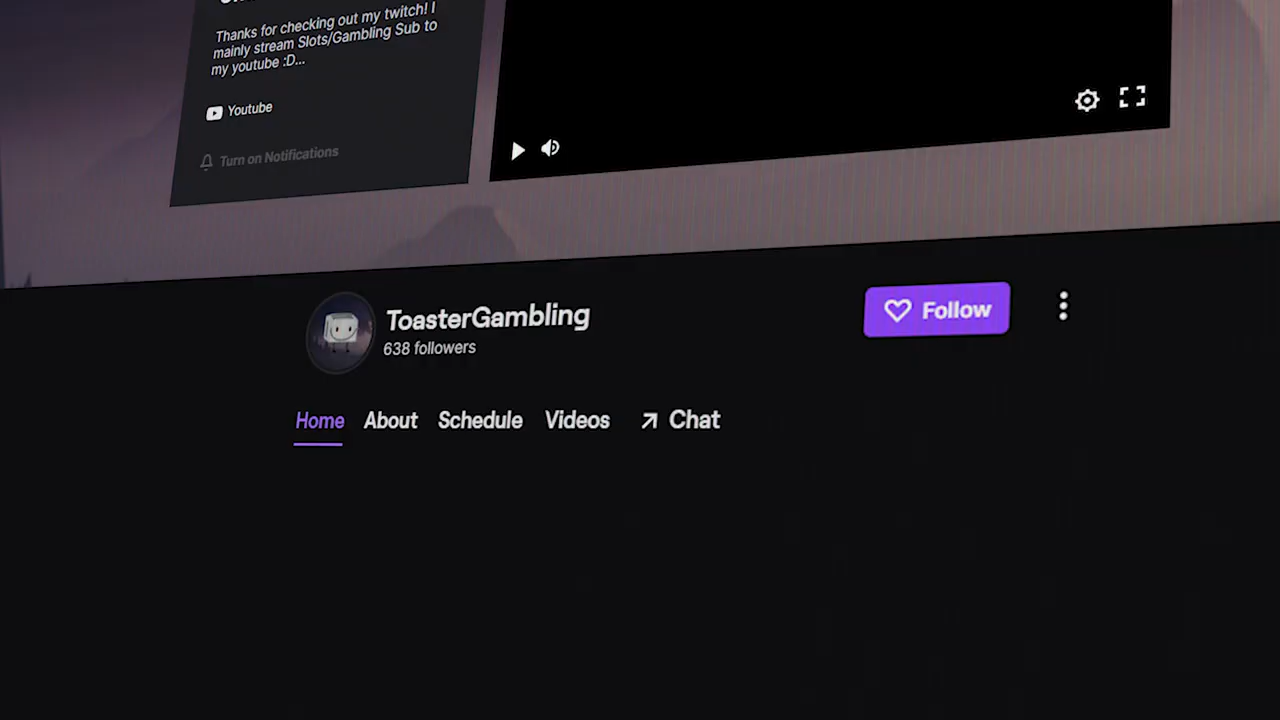 Thanks for checking out my twitch! I
mainly stream Slots/Gambling Sub to
my youtube :D...
Youtube
Turn on Notifications
ToasterGambling
638 followers
Follow
Home About Schedule Videos Chat